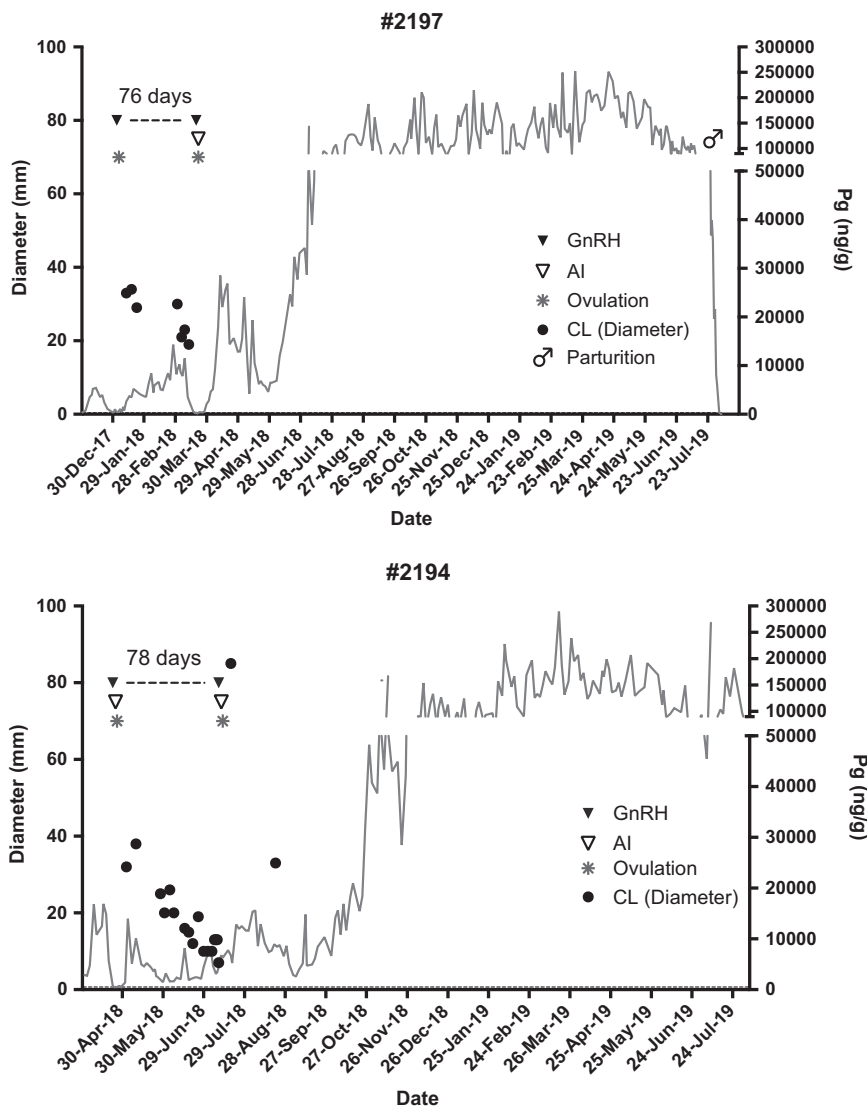 #2197
100
80
60
40
20
0
Diameter (mm)
300000
250000
200000
150000
100000
50000
40000
30000
20000
10000
0
Pg (ng/g)
76 days
GnRH
AI
Ovulation
CL (Diameter)
Parturition
30-Dec-17
29-Jan-18
28-Feb-18
30-Mar-18
29-Apr-18
29-May-18
28-Jun-18
28-Jul-18
27-Aug-18
26-Sep-18
26-Oct-18
25-Nov-18
25-Dec-18
24-Jan-19
23-Feb-19
25-Mar-19
24-Apr-19
24-May-19
23-Jun-19
23-Jul-19
Date
#2194
100
80
60
40
20
0
Diameter (mm)
300000
250000
200000
150000
100000
50000
40000
30000
20000
10000
0
Pg (ng/g)
78 days
GnRH
AI
Ovulation
CL (Diameter)
30-Apr-18
30-May-18
29-Jun-18
29-Jul-18
28-Aug-18
27-Sep-18
27-Oct-18
26-Nov-18
26-Dec-18
25-Jan-19
24-Feb-19
26-Mar-19
25-Apr-19
25-May-19
24-Jun-19
24-Jul-19
Date